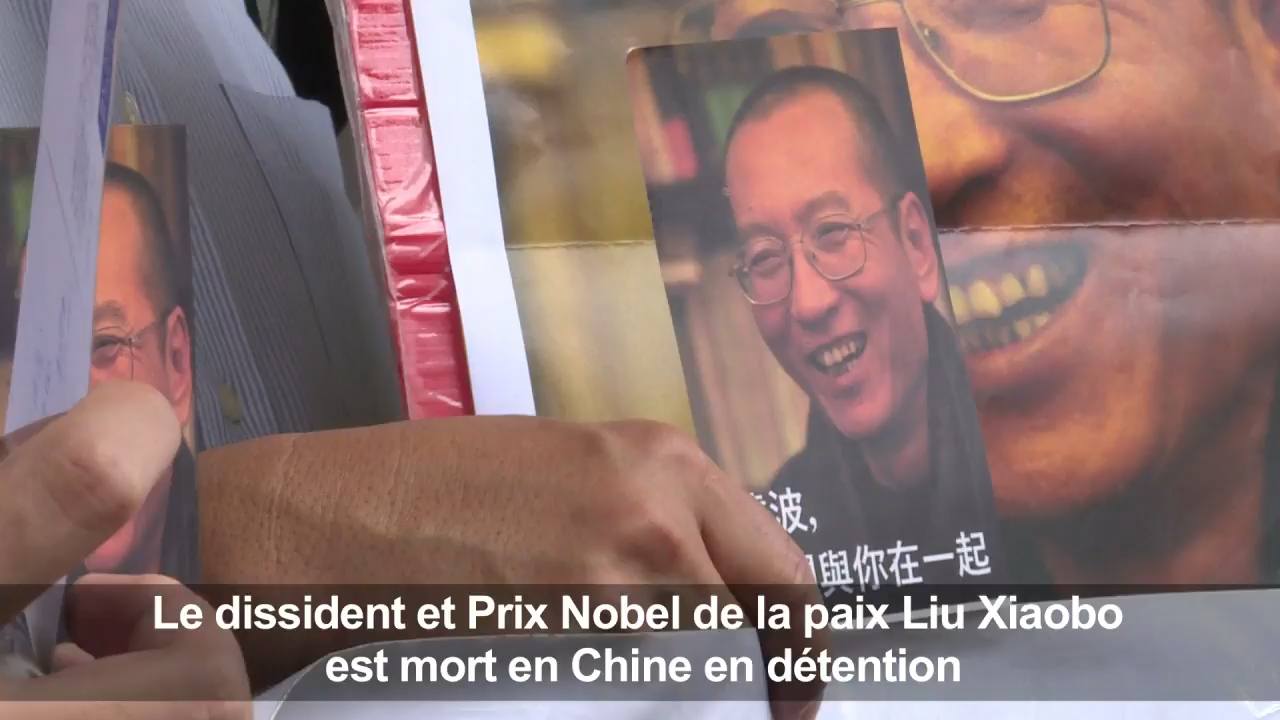 波,
與你在一起
Le dissident et Prix Nobel de la paix Liu Xiaobo
est mort en Chine en détention